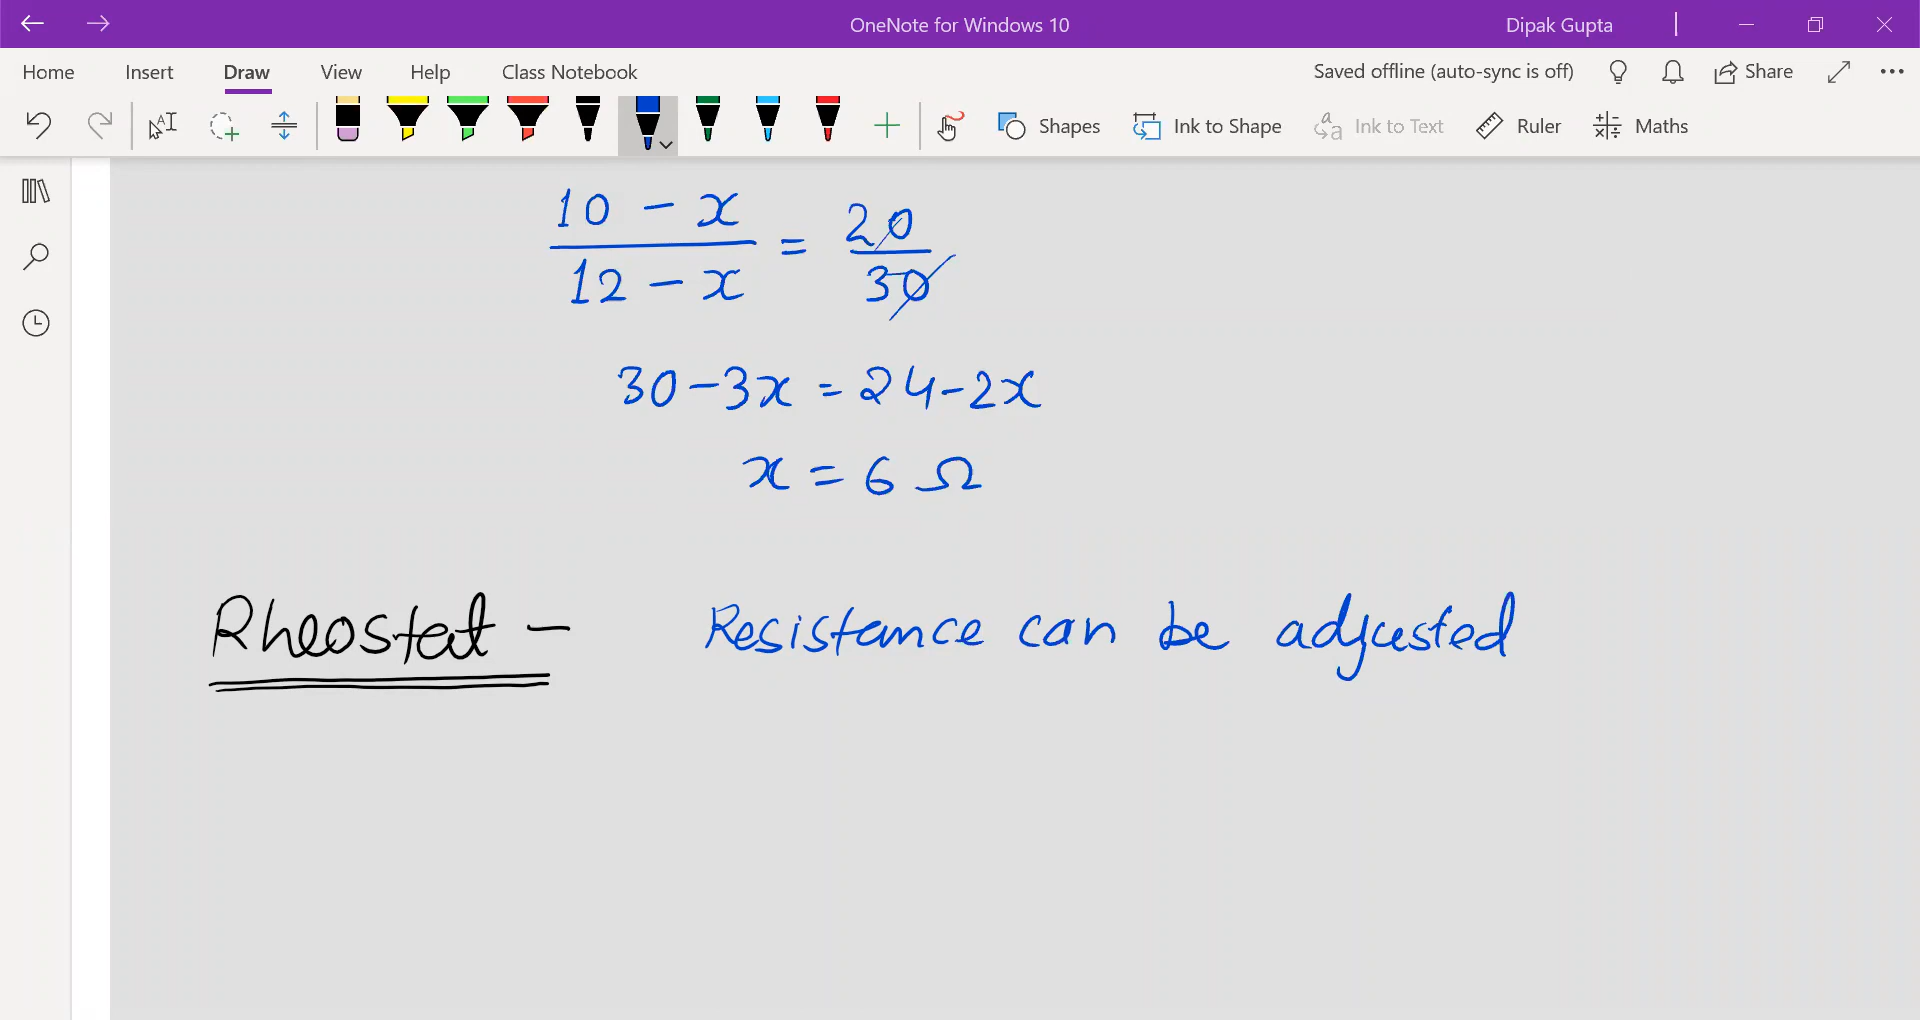 OneNote for Windows 10
Dipak Gupta
Home Insert Draw View Help Class Notebook
Saved offline (auto-sync is off) Share
Shapes Ink to Shape Ink to Text Ruler Maths
10 - x
12 - x
=
20
30
30 - 3x = 24 - 2x
x = 6 Ω
Rheostat - Resistance can be adjusted